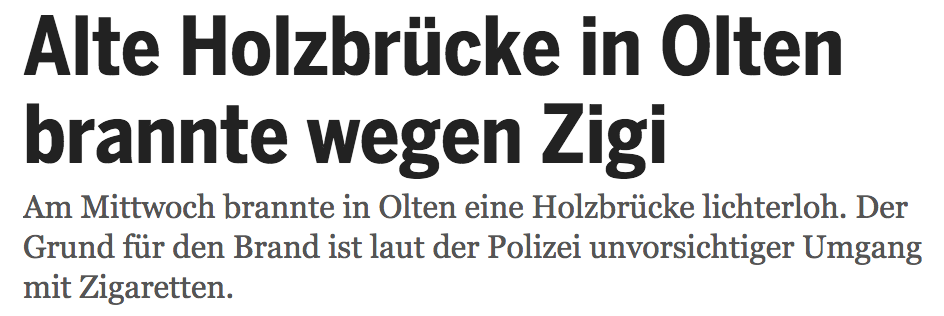 Alte Holzbrücke in Olten
brannte wegen Zigi
Am Mittwoch brannte in Olten eine Holzbrücke lichterloh. Der
Grund für den Brand ist laut der Polizei unvorsichtiger Umgang
mit Zigaretten.